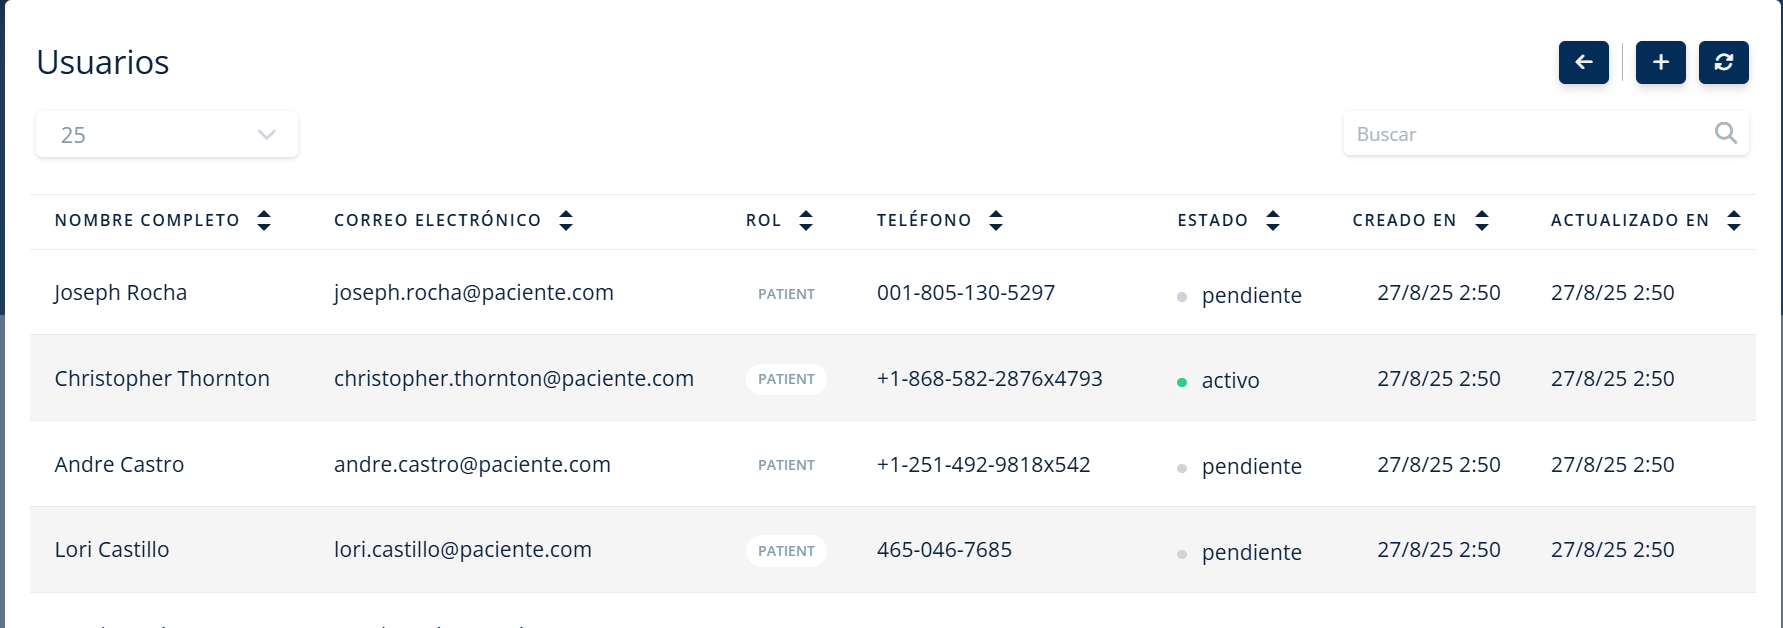 Usuarios
25
Buscar
NOMBRE COMPLETO CORREO ELECTRÓNICO ROL TELÉFONO ESTADO CREADO EN ACTUALIZADO EN
Joseph Rocha joseph.rocha@paciente.com PATIENT 001-805-130-5297 pendiente 27/8/25 2:50 27/8/25 2:50
Christopher Thornton christopher.thornton@paciente.com PATIENT +1-868-582-2876x4793 activo 27/8/25 2:50 27/8/25 2:50
Andre Castro andre.castro@paciente.com PATIENT +1-251-492-9818x542 pendiente 27/8/25 2:50 27/8/25 2:50
Lori Castillo lori.castillo@paciente.com PATIENT 465-046-7685 pendiente 27/8/25 2:50 27/8/25 2:50